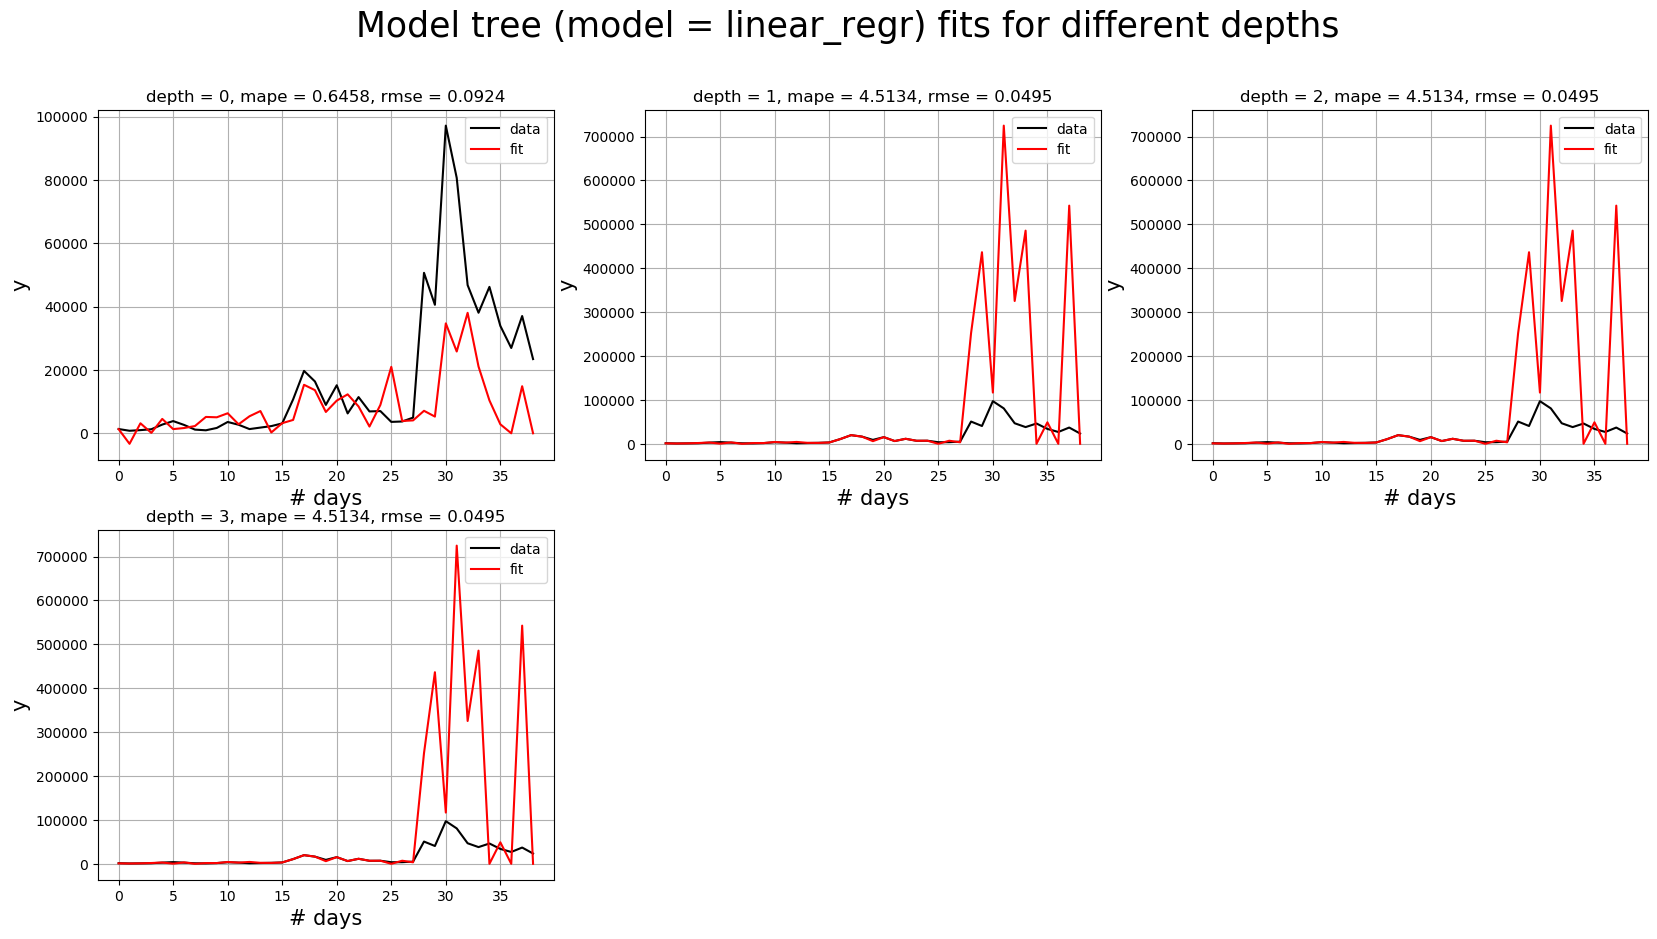 Model tree (model = linear_regr) fits for different depths
depth = 0, mape = 0.6458, rmse = 0.0924
100000
80000
60000
40000
20000
0
y
data
fit
0 5 10 15 20 25 30 35
# days
depth = 1, mape = 4.5134, rmse = 0.0495
700000
600000
500000
400000
300000
200000
100000
0
y
data
fit
0 5 10 15 20 25 30 35
# days
depth = 2, mape = 4.5134, rmse = 0.0495
700000
600000
500000
400000
300000
200000
100000
0
y
data
fit
0 5 10 15 20 25 30 35
# days
depth = 3, mape = 4.5134, rmse = 0.0495
700000
600000
500000
400000
300000
200000
100000
0
y
data
fit
0 5 10 15 20 25 30 35
# days